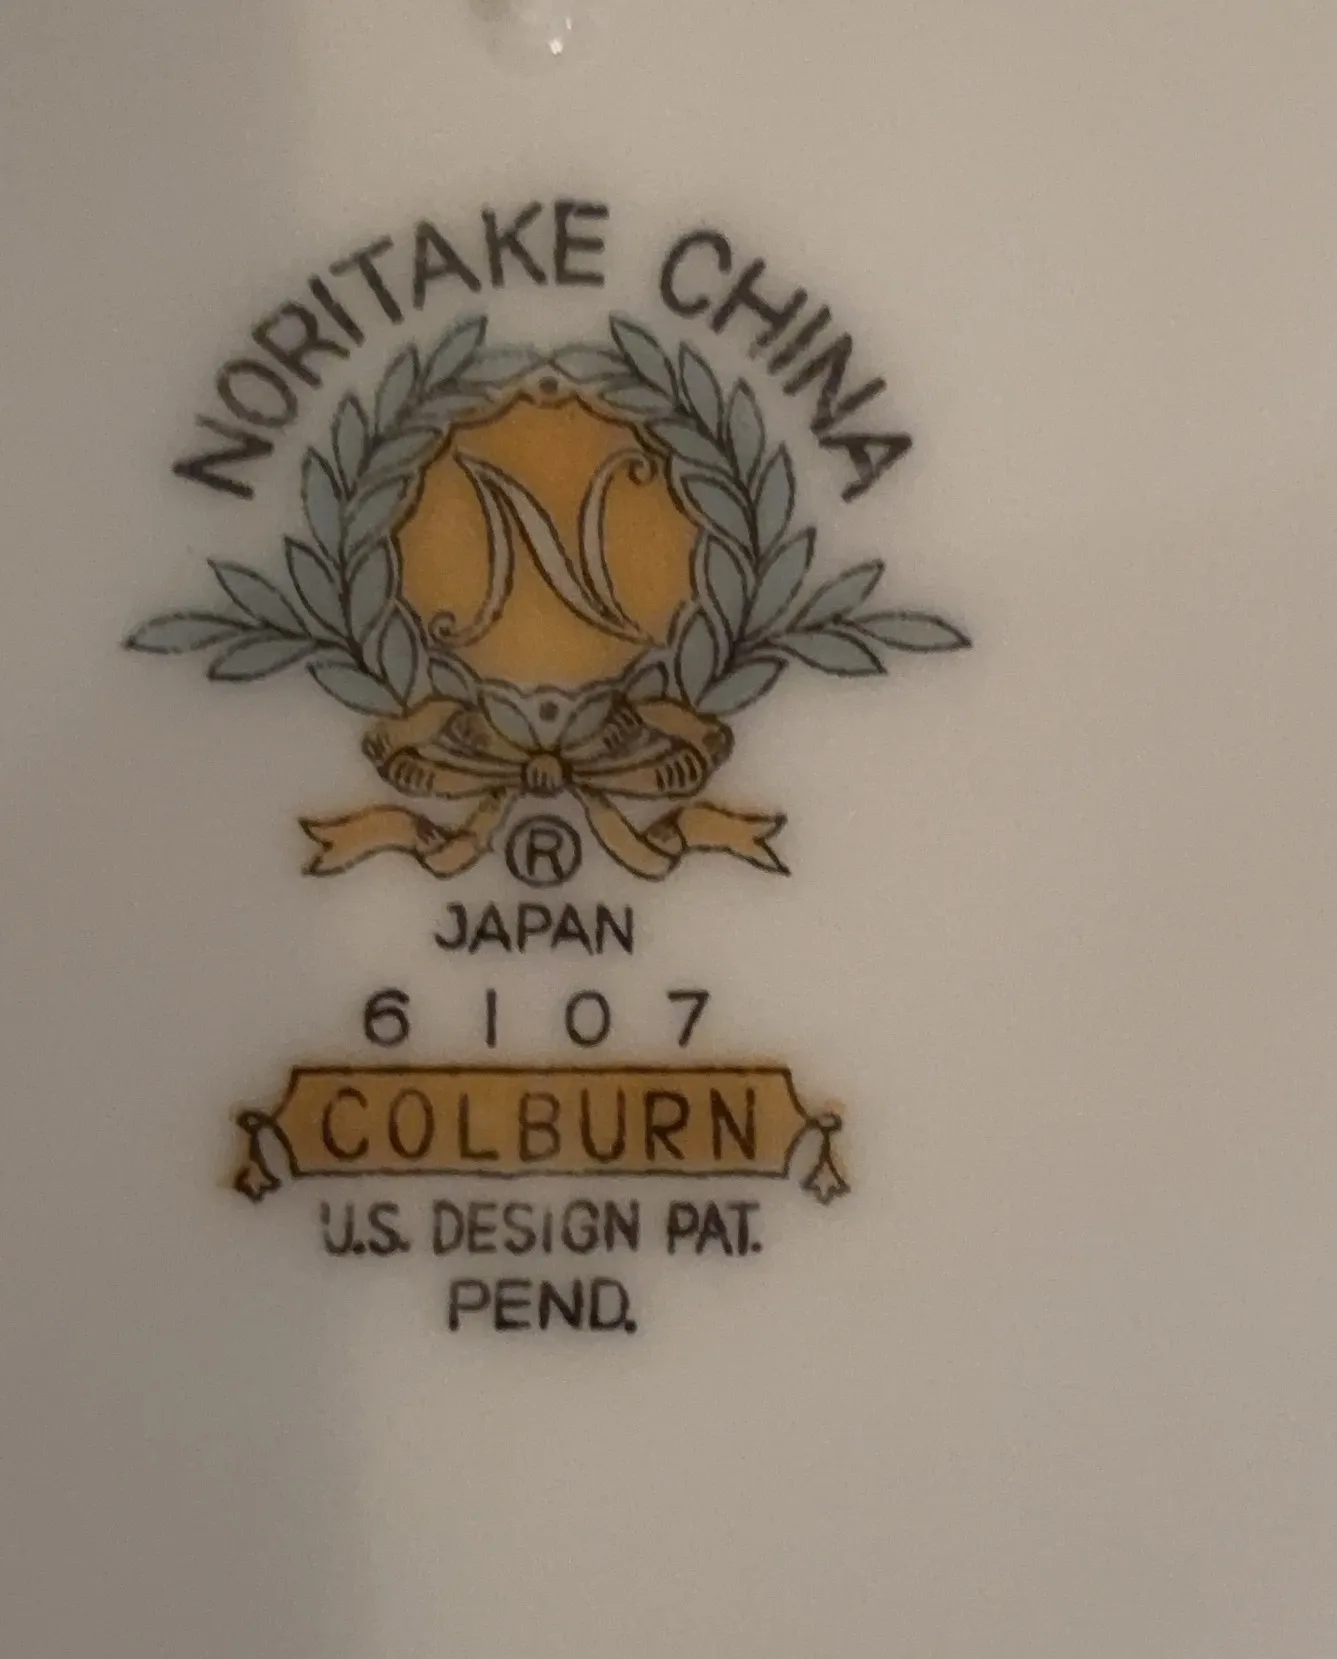 NORITAKE CHINA
N
®
JAPAN
6107
COLBURN
U.S. DESIGN PAT.
PEND.